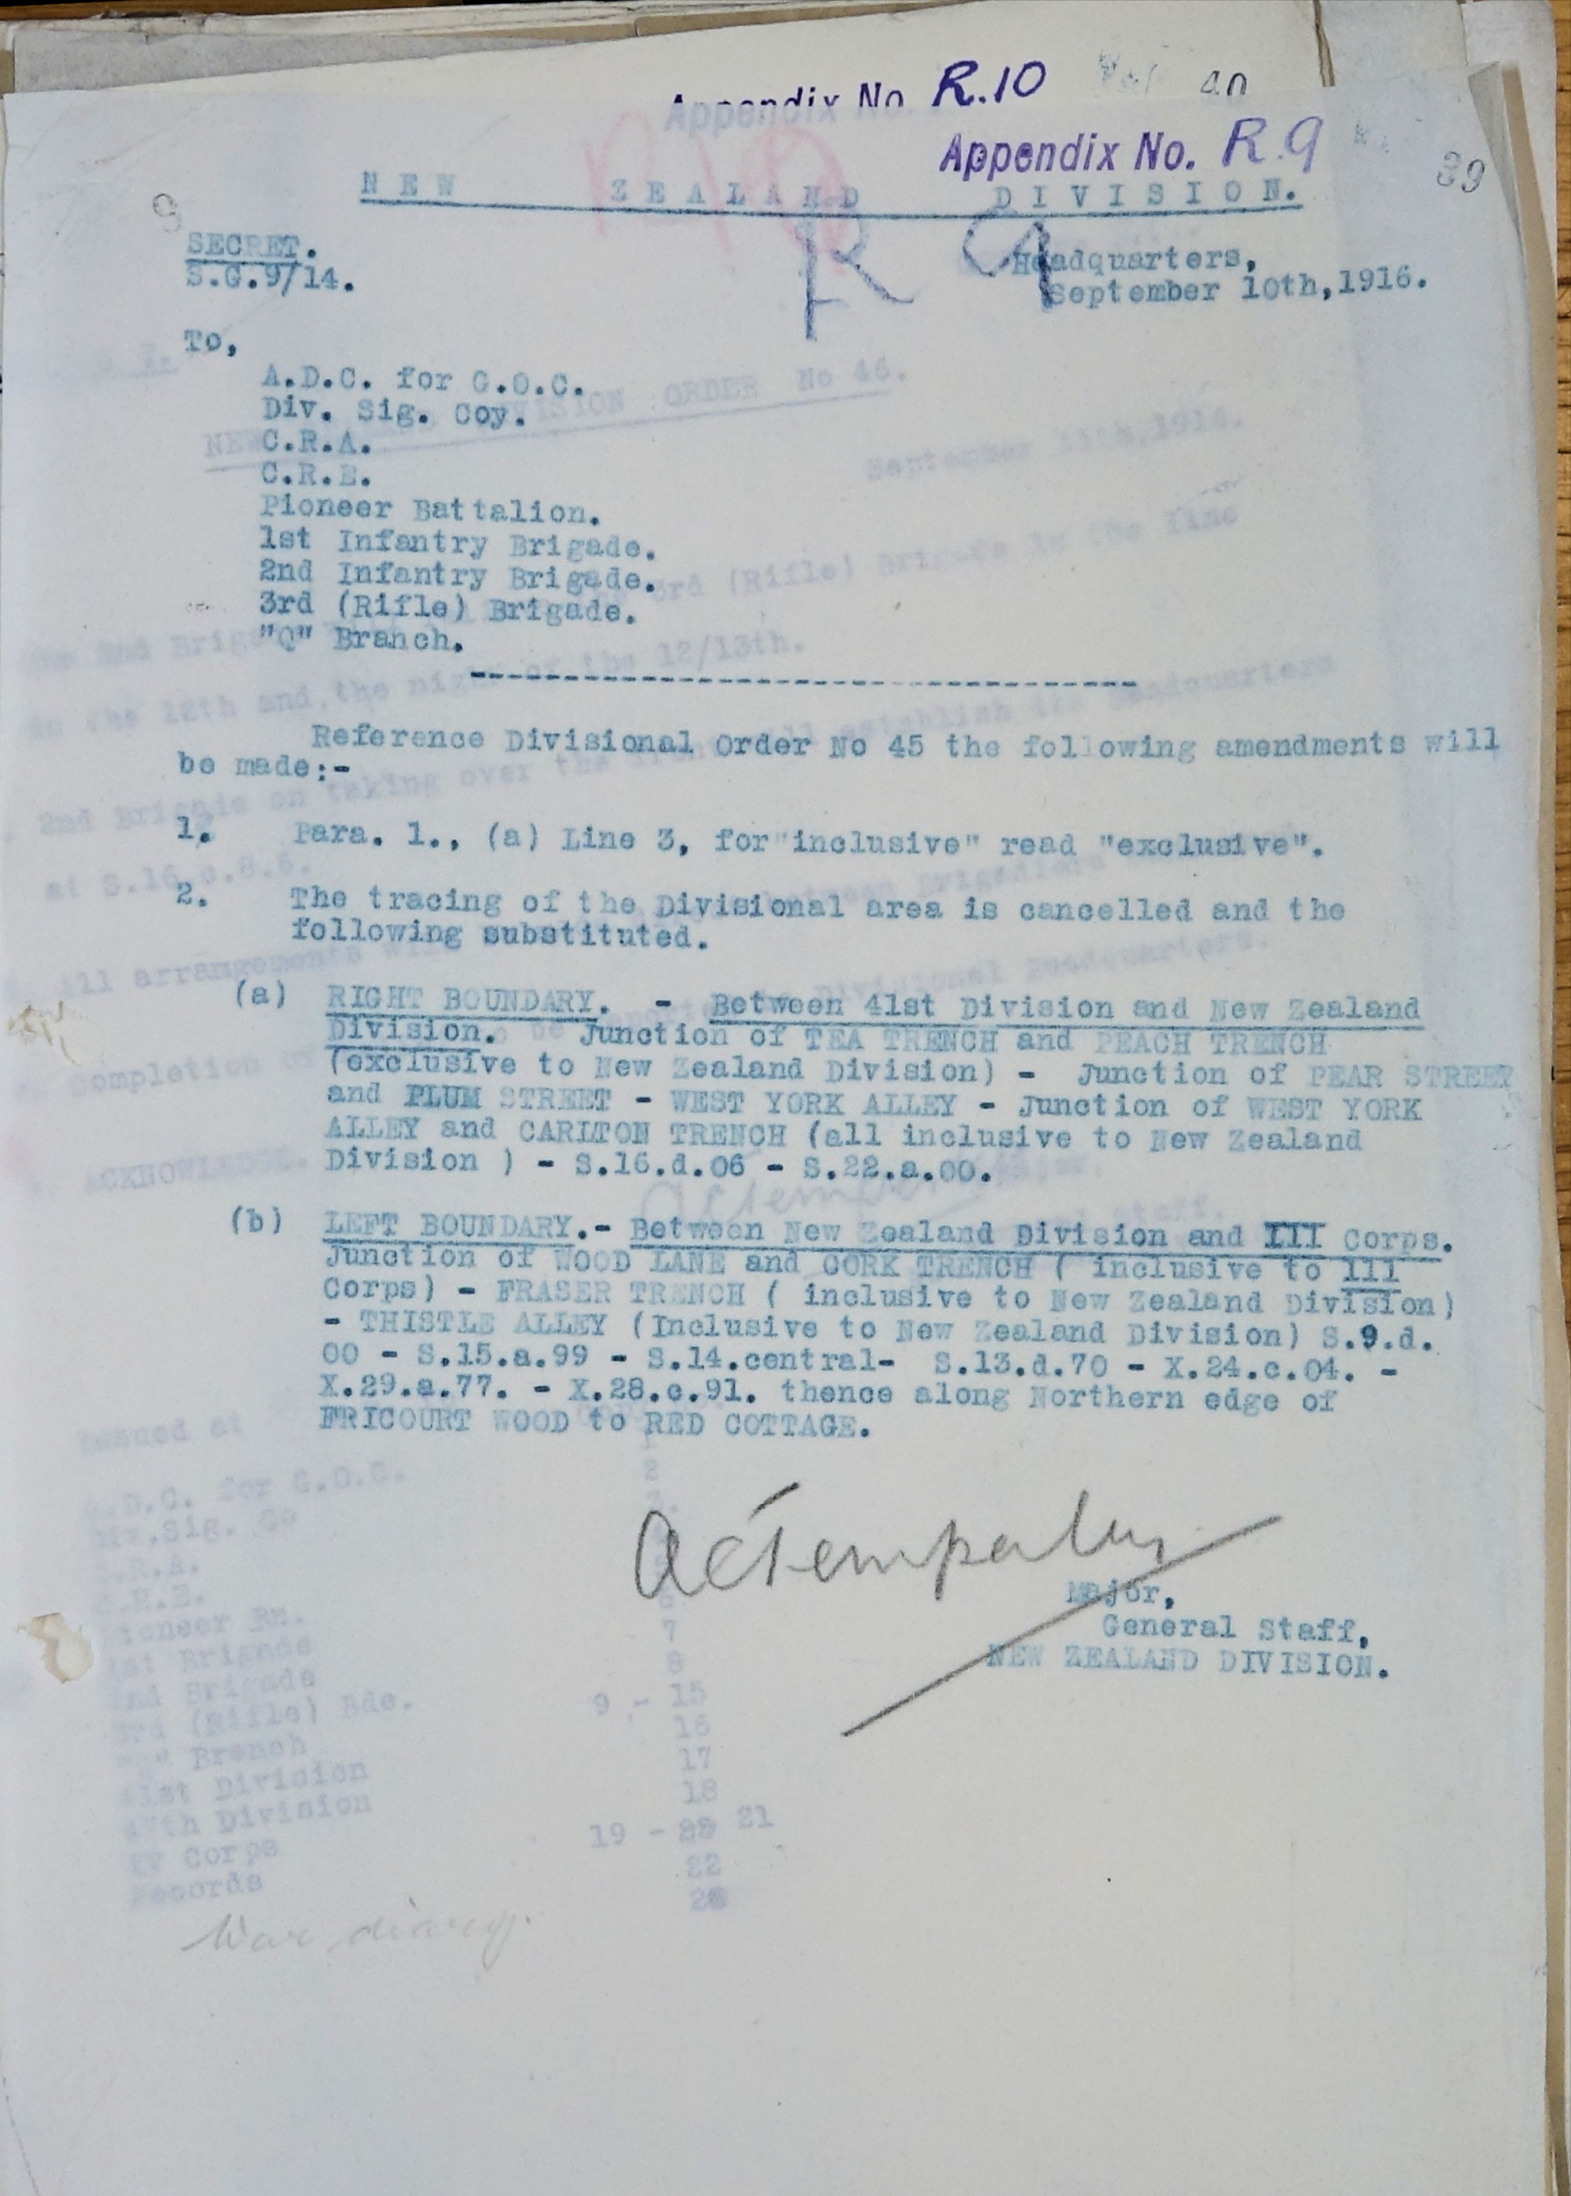 Appendix No. R.10
40
Appendix No. R.9
39
9
NEW ZEALAND DIVISION.
R 9
SECRET.
S.G.9/14.
Headquarters,
September 10th,1916.
To,
A.D.C. for G.O.C.
Div. Sig. Coy.
C.R.A.
C.R.E.
Pioneer Battalion.
1st Infantry Brigade.
2nd Infantry Brigade.
3rd (Rifle) Brigade.
"Q" Branch.
Reference Divisional Order No 45 the following amendments will
be made:-
1. Para. 1., (a) Line 3, for "inclusive" read "exclusive".
2. The tracing of the Divisional area is cancelled and the
following substituted.
(a) RIGHT BOUNDARY. - Between 41st Division and New Zealand
Division. Junction of TEA TRENCH and PEACH TRENCH
(exclusive to New Zealand Division) - Junction of PEAR STREET
and PLUM STREET - WEST YORK ALLEY - Junction of WEST YORK
ALLEY and CARLTON TRENCH (all inclusive to New Zealand
Division ) - S.16.d.06 - S.22.a.00.
(b) LEFT BOUNDARY.- Between New Zealand Division and III Corps.
Junction of WOOD LANE and CORK TRENCH ( inclusive to III
Corps) - FRASER TRENCH ( inclusive to New Zealand Division)
- THISTLE ALLEY (Inclusive to New Zealand Division) S.9.d.
00 - S.15.a.99 - S.14.central- S.13.d.70 - X.24.c.04. -
X.29.a.77. - X.28.c.91. thence along Northern edge of
FRICOURT WOOD to RED COTTAGE.
Major,
General Staff,
NEW ZEALAND DIVISION.
War diary.